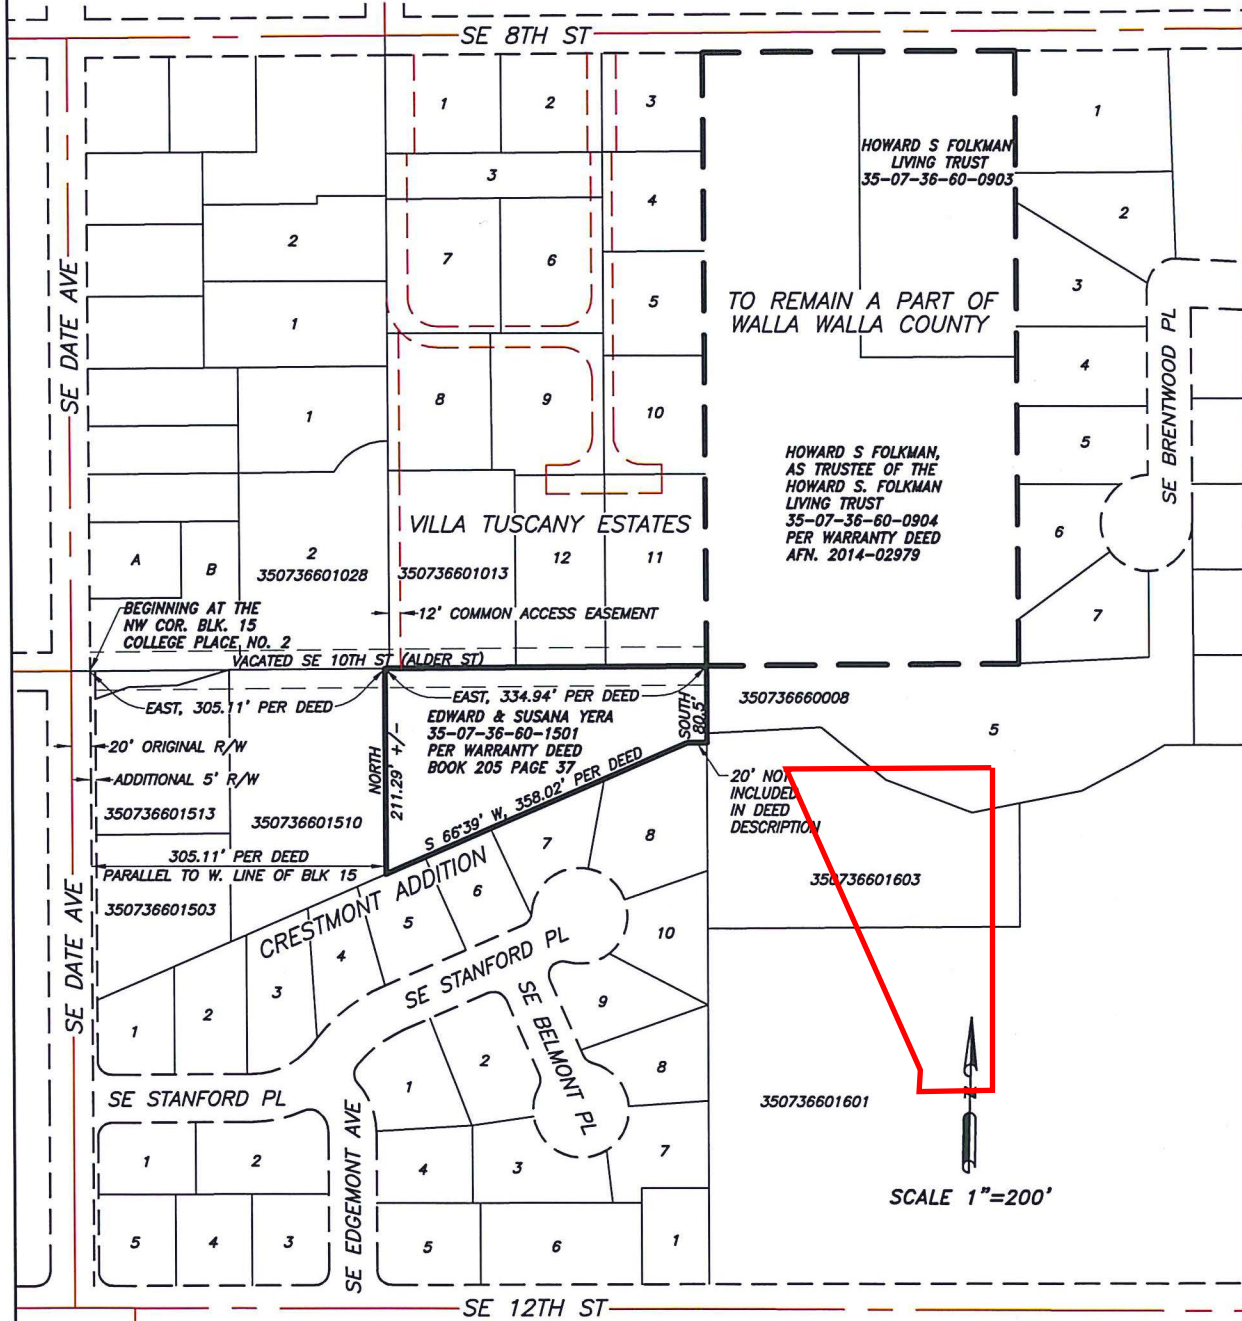 SE 8TH ST
1
2
3
1
HOWARD S FOLKMAN
LIVING TRUST
35-07-36-60-0903
3
4
2
2
7
6
3
5
TO REMAIN A PART OF
WALLA WALLA COUNTY
1
SE DATE AVE
SE BRENTWOOD PL
4
8
9
10
1
5
HOWARD S FOLKMAN,
AS TRUSTEE OF THE
HOWARD S. FOLKMAN
LIVING TRUST
35-07-36-60-0904
PER WARRANTY DEED
AFN. 2014-02979
VILLA TUSCANY ESTATES
6
A
B
2
350736601028
350736601013
12
11
7
BEGINNING AT THE
NW COR. BLK. 15
COLLEGE PLACE NO. 2
12' COMMON ACCESS EASEMENT
VACATED SE 10TH ST (ALDER ST)
EAST, 305.11' PER DEED
EAST, 334.94' PER DEED
EDWARD & SUSANA YERA
35-07-36-60-1501
PER WARRANTY DEED
BOOK 205 PAGE 37
SOUTH
80.5'
350736660008
5
20' ORIGINAL R/W
ADDITIONAL 5' R/W
NORTH
211.29' +/-
S 66°39' W, 358.02' PER DEED
20' NOT
INCLUDED
IN DEED
DESCRIPTION
350736601513
350736601510
305.11' PER DEED
PARALLEL TO W. LINE OF BLK 15
350736601503
350736601603
CRESTMONT ADDITION
7
8
6
5
4
3
2
1
10
9
SE DATE AVE
SE STANFORD PL
SE BELMONT PL
1
2
8
SE STANFORD PL
350736601601
N
SE EDGEMONT AVE
1
2
4
3
7
5
4
3
5
6
1
SCALE 1"=200'
SE 12TH ST